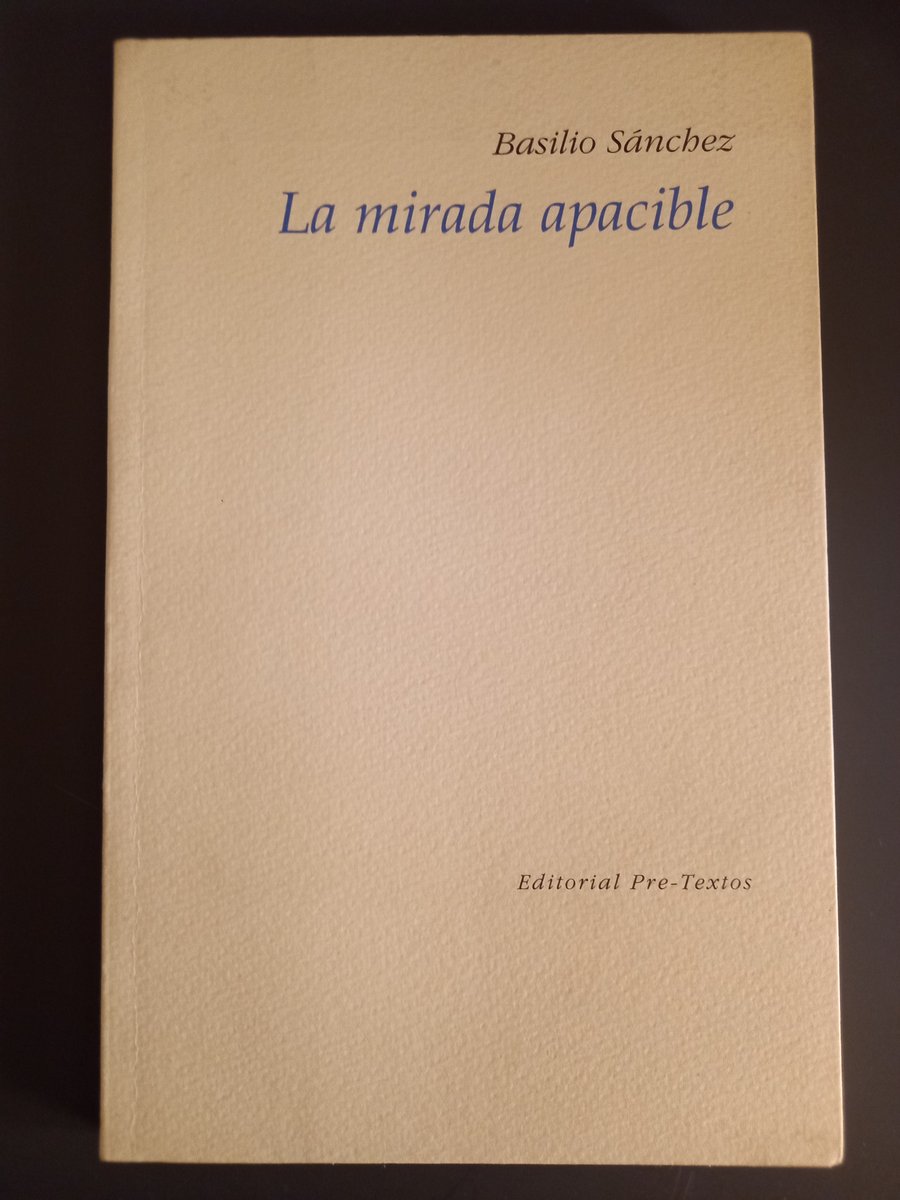 Basilio Sánchez
La mirada apacible
Editorial Pre-Textos